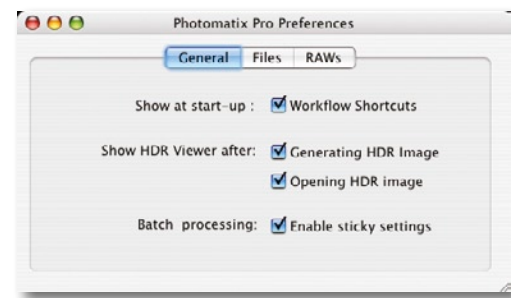 Photomatix Pro Preferences
General Files RAWs
Show at start-up : Workflow Shortcuts
Show HDR Viewer after: Generating HDR Image
Opening HDR image
Batch processing: Enable sticky settings